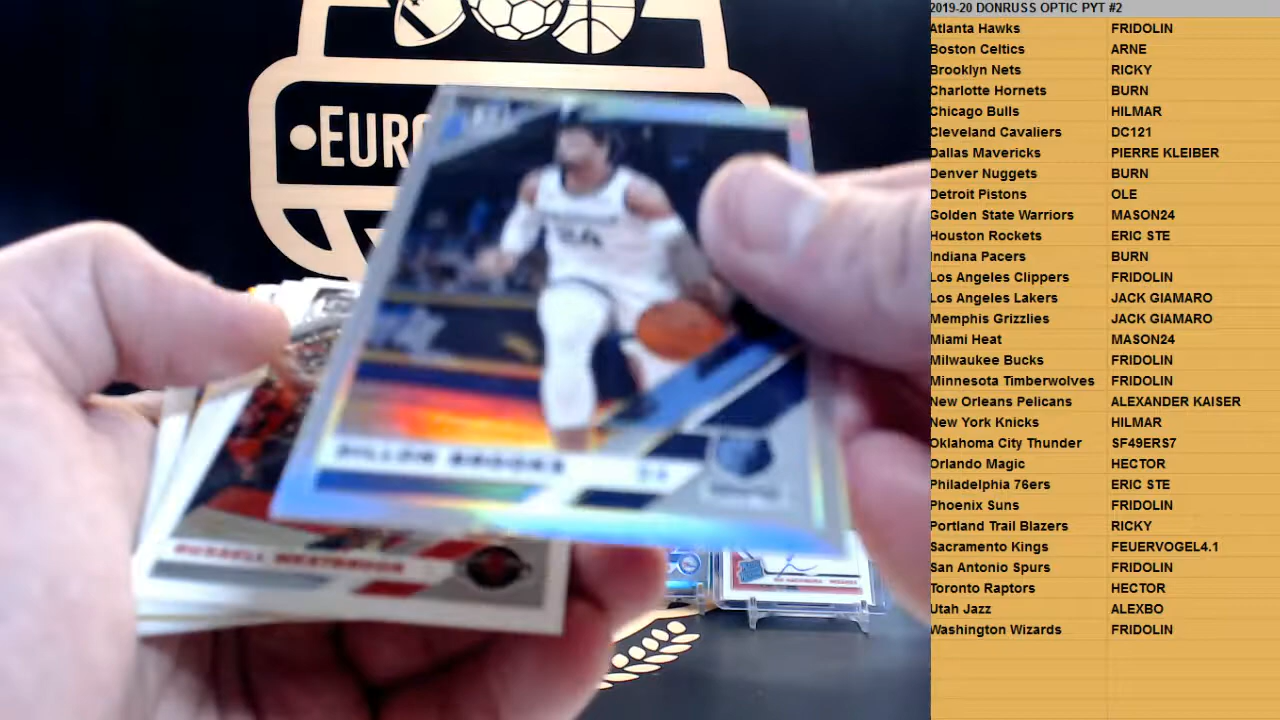 2019-20 DONRUSS OPTIC PYT #2
Atlanta Hawks FRIDOLIN
Boston Celtics ARNE
Brooklyn Nets RICKY
Charlotte Hornets BURN
Chicago Bulls HILMAR
Cleveland Cavaliers DC121
Dallas Mavericks PIERRE KLEIBER
Denver Nuggets BURN
Detroit Pistons OLE
Golden State Warriors MASON24
Houston Rockets ERIC STE
Indiana Pacers BURN
Los Angeles Clippers FRIDOLIN
Los Angeles Lakers JACK GIAMARO
Memphis Grizzlies JACK GIAMARO
Miami Heat MASON24
Milwaukee Bucks FRIDOLIN
Minnesota Timberwolves FRIDOLIN
New Orleans Pelicans ALEXANDER KAISER
New York Knicks HILMAR
Oklahoma City Thunder SF49ERS7
Orlando Magic HECTOR
Philadelphia 76ers ERIC STE
Phoenix Suns FRIDOLIN
Portland Trail Blazers RICKY
Sacramento Kings FEUERVOGEL4.1
San Antonio Spurs FRIDOLIN
Toronto Raptors HECTOR
Utah Jazz ALEXBO
Washington Wizards FRIDOLIN
EURO
DILLON BROOKS
RUSSELL WESTBROOK